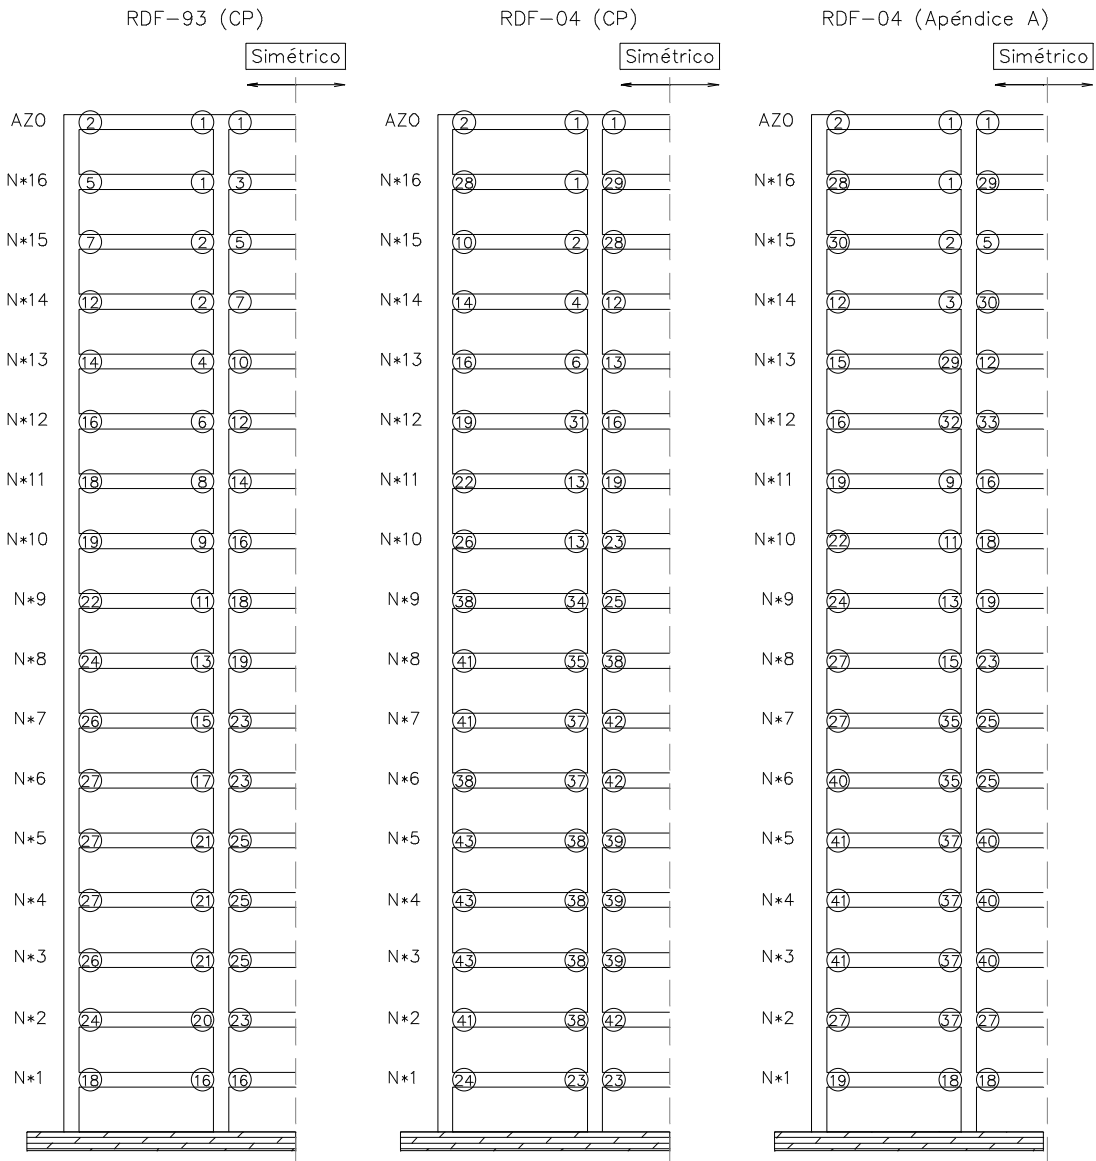 RDF-93 (CP) RDF-04 (CP) RDF-04 (Apéndice A)
Simétrico Simétrico Simétrico
AZO 2 1 1 AZO 2 1 1 AZO 2 1 1
N*16 5 1 3 N*16 28 1 29 N*16 28 1 29
N*15 7 2 5 N*15 10 2 28 N*15 30 2 5
N*14 12 2 7 N*14 14 4 12 N*14 12 3 30
N*13 14 4 10 N*13 16 6 13 N*13 15 29 12
N*12 16 6 12 N*12 19 31 16 N*12 16 32 33
N*11 18 8 14 N*11 22 13 19 N*11 19 9 16
N*10 19 9 16 N*10 26 13 23 N*10 22 11 18
N*9 22 11 18 N*9 38 34 25 N*9 24 13 19
N*8 24 13 19 N*8 41 35 38 N*8 27 15 23
N*7 26 15 23 N*7 41 37 42 N*7 27 35 25
N*6 27 17 23 N*6 38 37 42 N*6 40 35 25
N*5 27 21 25 N*5 43 38 39 N*5 41 37 40
N*4 27 21 25 N*4 43 38 39 N*4 41 37 40
N*3 26 21 25 N*3 43 38 39 N*3 41 37 40
N*2 24 20 23 N*2 41 38 42 N*2 27 37 27
N*1 18 16 16 N*1 24 23 23 N*1 19 18 18